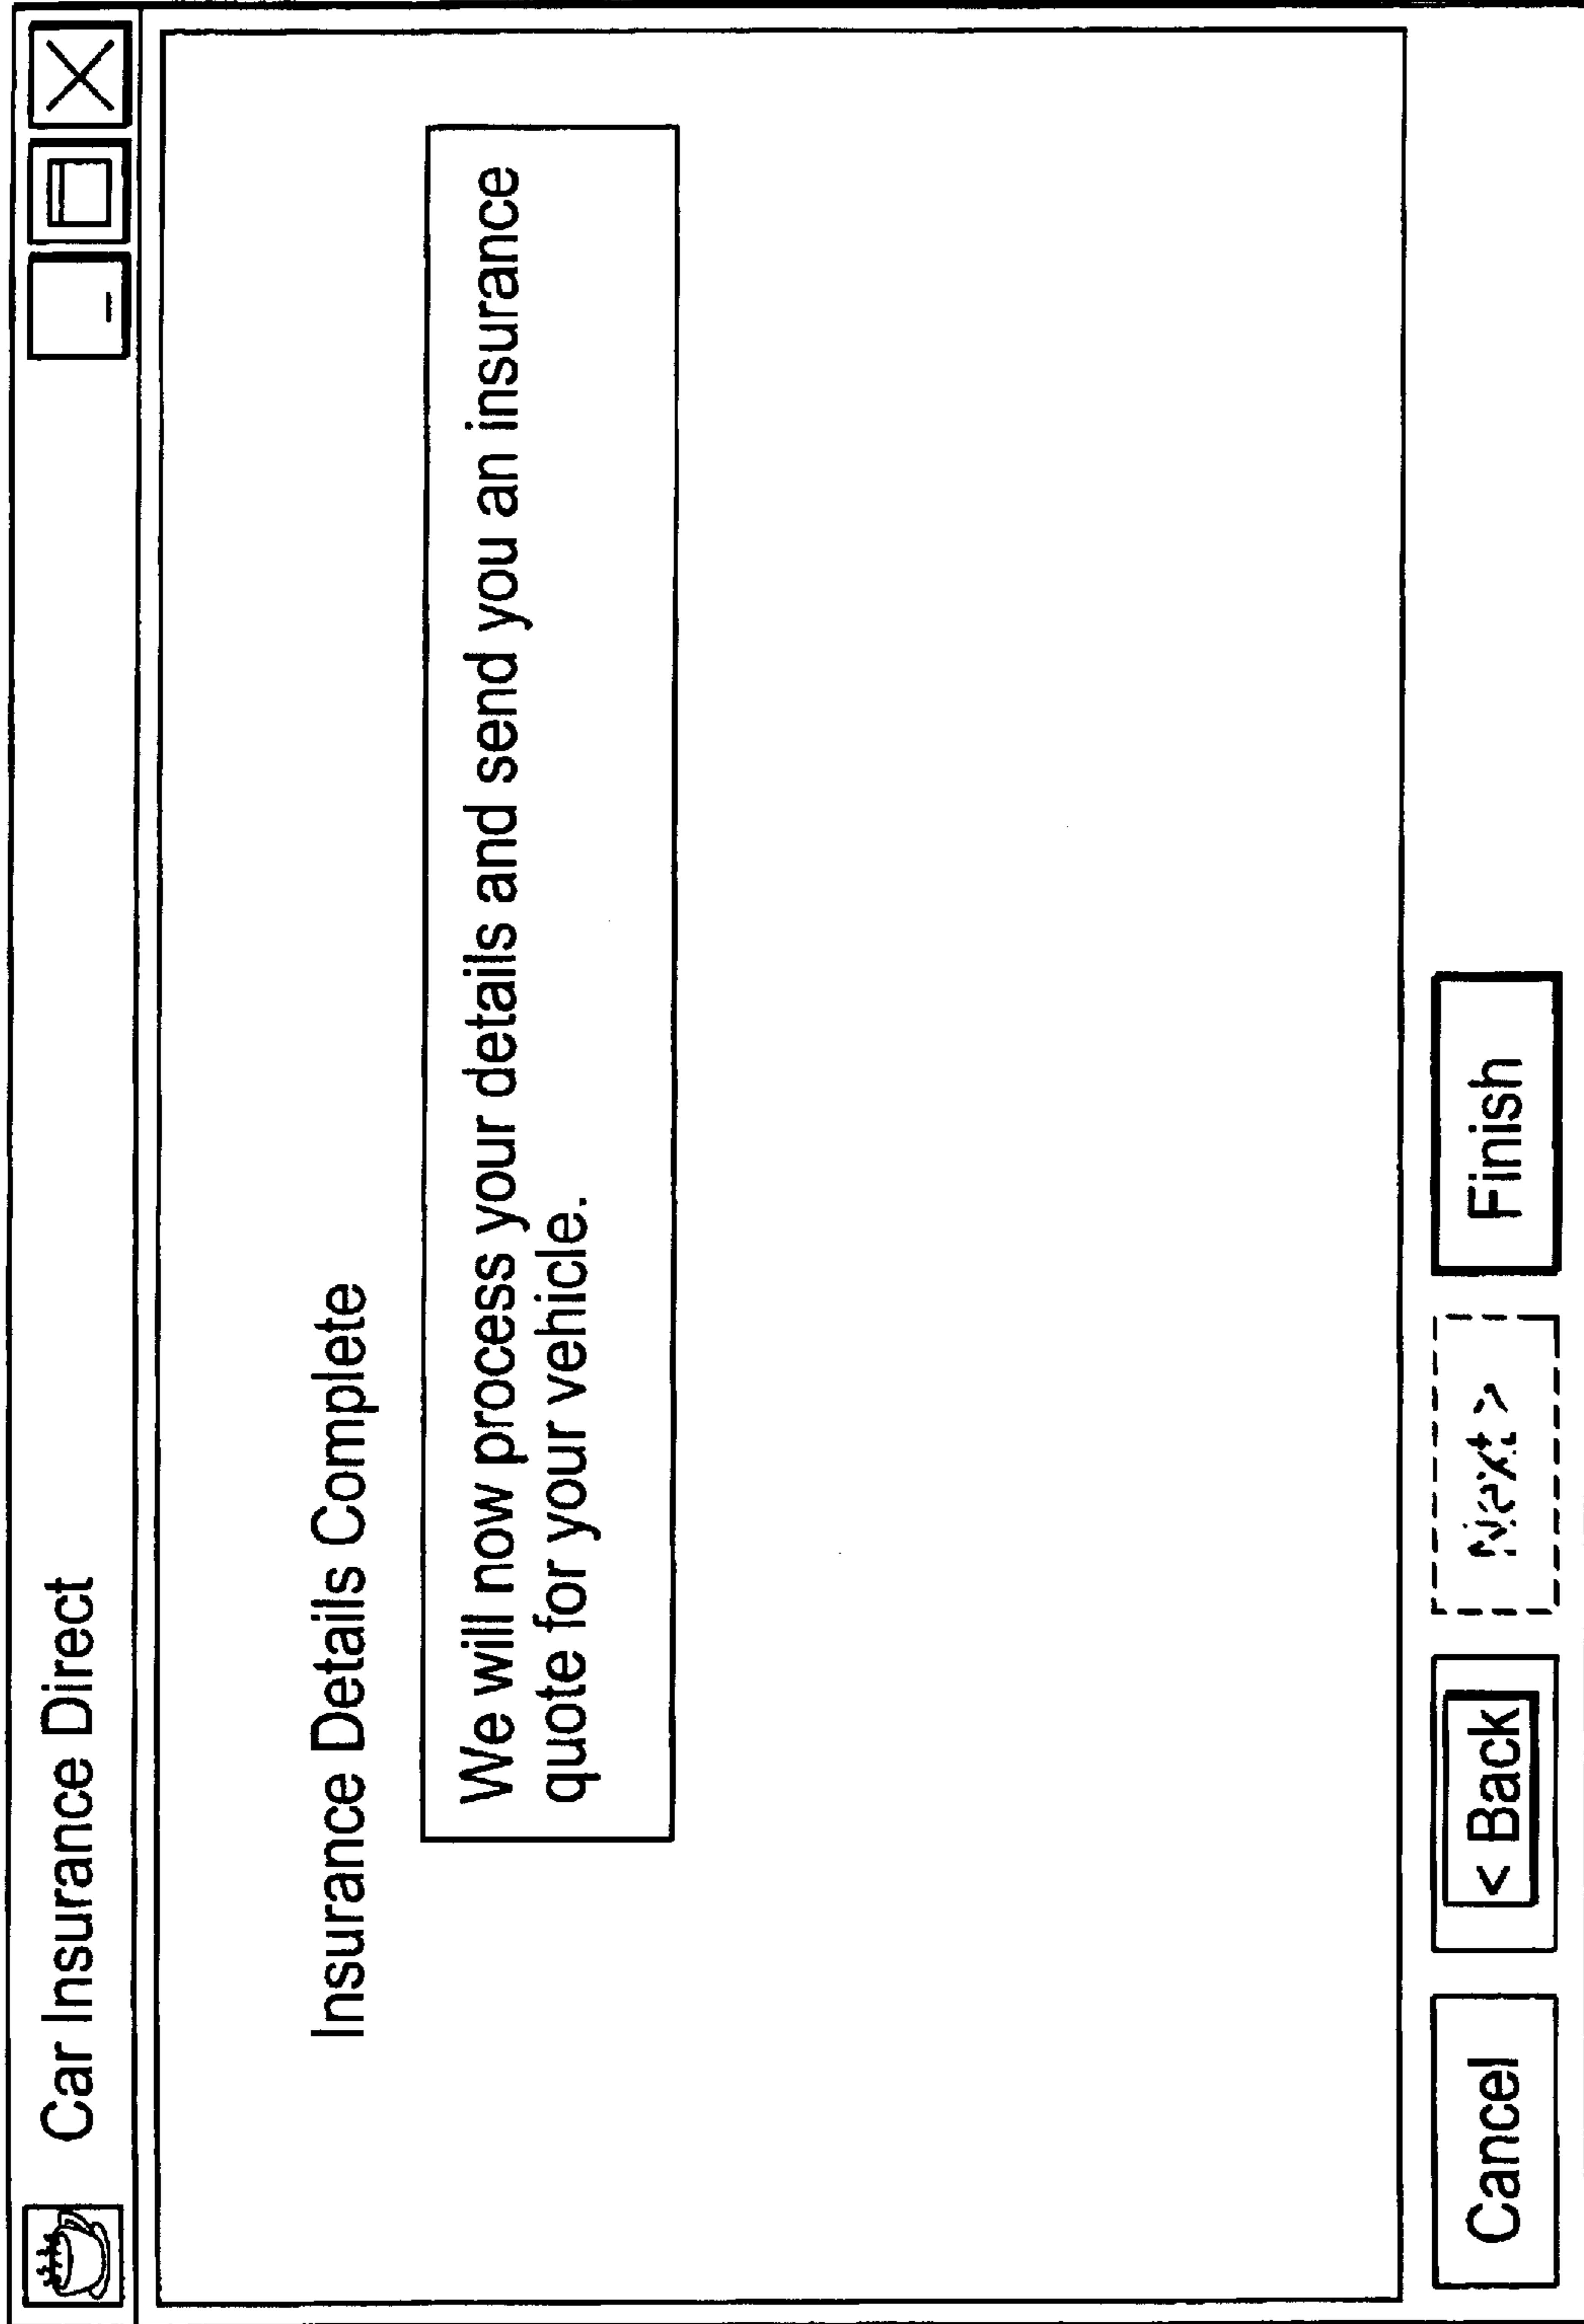 Car Insurance Direct
Insurance Details Complete
We will now process your details and send you an insurance
quote for your vehicle.
Cancel
< Back
Next >
Finish